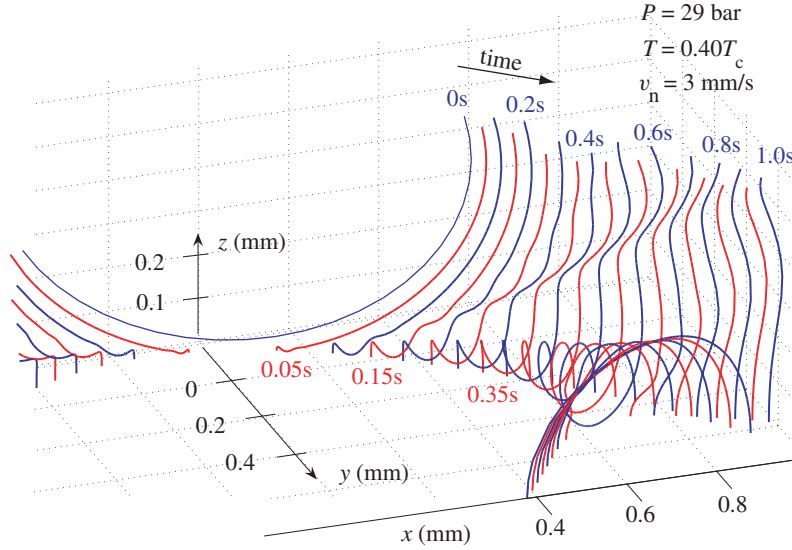 P = 29 bar
time
T = 0.40Tc
vn = 3 mm/s
0s
0.2s
0.4s
0.6s
0.8s
1.0s
z (mm)
0.2
0.1
0.05s
0.15s
0.35s
0
0.2
0.4
y (mm)
x (mm)
0.4
0.6
0.8